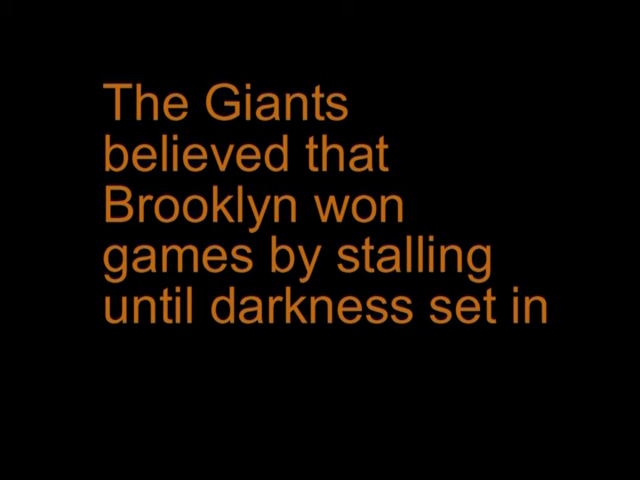 The Giants
believed that
Brooklyn won
games by stalling
until darkness set in